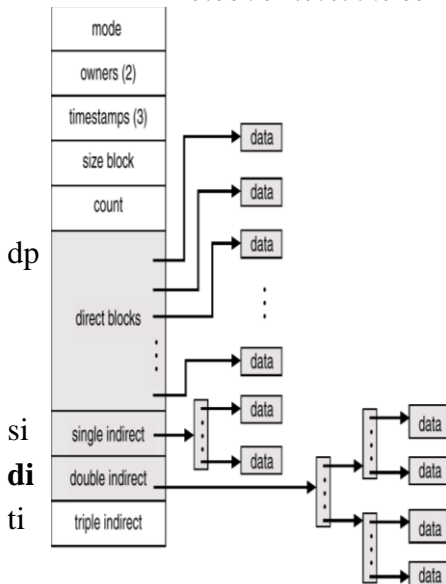 mode
owners (2)
timestamps (3)
size block
count
dp
direct blocks
si
single indirect
di
double indirect
ti
triple indirect
data
data
data
data
data
data
data
data
data
data